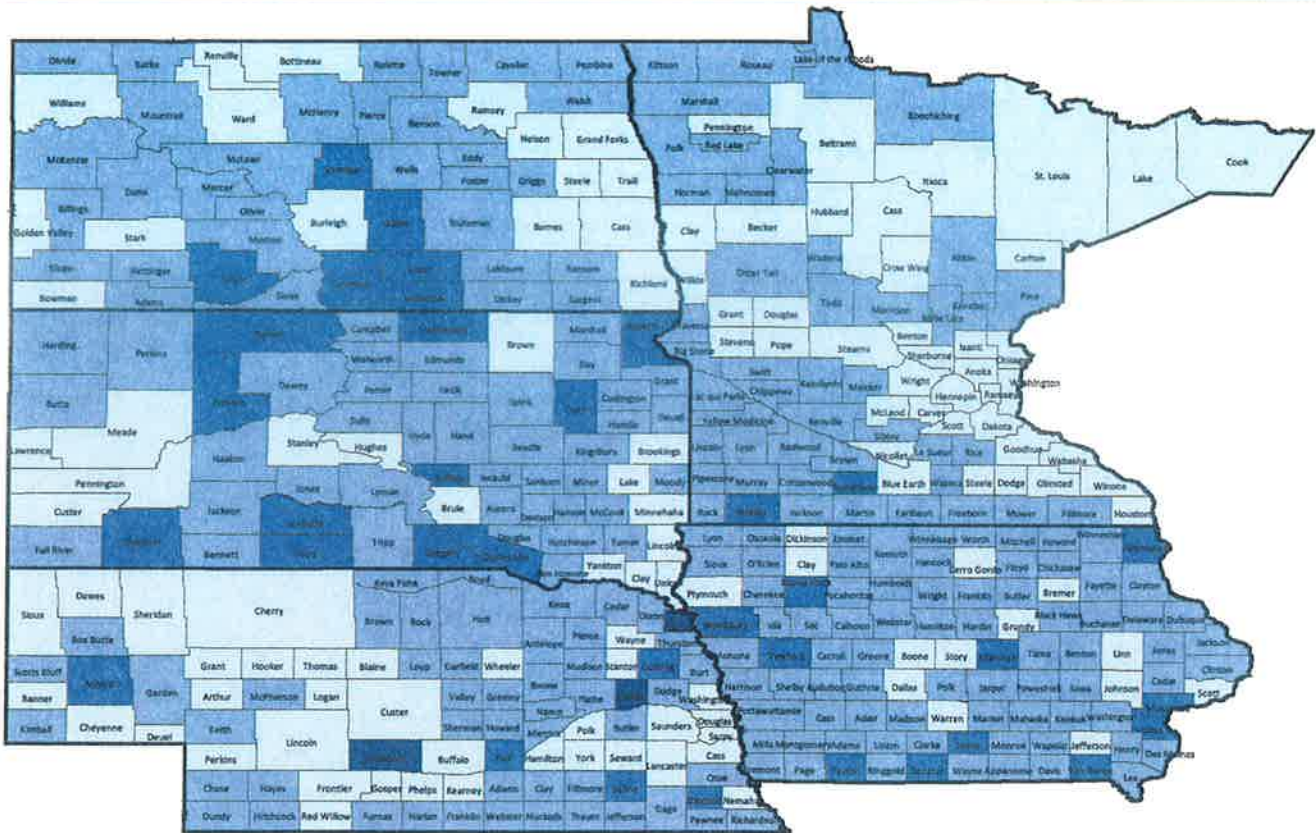 Divide
Burke
Renville
Bottineau
Rolette
Towner
Cavalier
Pembina
Kittson
Roseau
Lake of the Woods
Williams
Mountrail
Ward
McHenry
Pierce
Benson
Ramsey
Walsh
Marshall
Pennington
Red Lake
Polk
Beltrami
Koochiching
Nelson
Grand Forks
McKenzie
McLean
Dunn
Mercer
Oliver
Wells
Eddy
Foster
Griggs
Steele
Traill
Norman
Mahnomen
Clearwater
Itasca
St. Louis
Lake
Cook
Billings
Golden Valley
Stark
Morton
Burleigh
Stutsman
Barnes
Cass
Clay
Becker
Hubbard
Cass
Wadena
Crow Wing
Aitkin
Carlton
Slope
Hettinger
Bowman
Adams
Sioux
LaMoure
Ransom
Dickey
Sargent
Richland
Wilkin
Otter Tail
Todd
Morrison
Mille Lacs
Kanabec
Pine
Harding
Perkins
Campbell
Walworth
Edmunds
Brown
Marshall
Day
Traverse
Big Stone
Grant
Douglas
Stevens
Pope
Stearns
Benton
Sherburne
Isanti
Chisago
Anoka
Washington
Butte
Meade
Dewey
Potter
Faulk
Spink
Codington
Grant
Hamlin
Deuel
Swift
Chippewa
Kandiyohi
Meeker
Wright
Hennepin
Ramsey
McLeod
Carver
Scott
Dakota
Lawrence
Haakon
Sully
Stanley
Hughes
Hyde
Hand
Beadle
Kingsbury
Brookings
Lac qui Parle
Yellow Medicine
Renville
Sibley
Lincoln
Lyon
Redwood
Brown
Nicollet
Le Sueur
Rice
Goodhue
Wabasha
Pennington
Custer
Fall River
Jackson
Jones
Lyman
Bennett
Tripp
Brule
Jerauld
Aurora
Sanborn
Miner
Lake
Moody
Davison
Hanson
McCook
Minnehaha
Pipestone
Murray
Cottonwood
Blue Earth
Waseca
Steele
Dodge
Olmsted
Winona
Rock
Jackson
Martin
Faribault
Freeborn
Mower
Fillmore
Houston
Douglas
Hutchinson
Turner
Lincoln
Yankton
Clay
Lyon
Osceola
Dickinson
Emmet
Kossuth
Winnebago
Worth
Mitchell
Howard
Winneshiek
Sioux
O'Brien
Clay
Palo Alto
Hancock
Cerro Gordo
Floyd
Chickasaw
Fayette
Clayton
Plymouth
Cherokee
Pocahontas
Humboldt
Wright
Franklin
Butler
Bremer
Woodbury
Ida
Sac
Calhoun
Webster
Hamilton
Hardin
Grundy
Black Hawk
Buchanan
Delaware
Dubuque
Monona
Carroll
Greene
Boone
Story
Tama
Benton
Linn
Jones
Jackson
Clinton
Cedar
Scott
Harrison
Shelby
Audubon
Guthrie
Dallas
Polk
Jasper
Poweshiek
Iowa
Johnson
Pottawattamie
Cass
Adair
Madison
Warren
Marion
Mahaska
Keokuk
Washington
Mills
Montgomery
Adams
Union
Clarke
Monroe
Wapello
Jefferson
Henry
Des Moines
Fremont
Page
Ringgold
Wayne
Appanoose
Davis
Lee
Sioux
Dawes
Sheridan
Box Butte
Cherry
Keya Paha
Boyd
Brown
Rock
Holt
Knox
Cedar
Antelope
Pierce
Wayne
Scotts Bluff
Banner
Kimball
Cheyenne
Garden
Deuel
Grant
Hooker
Thomas
Blaine
Loup
Garfield
Wheeler
Madison
Stanton
Burt
Arthur
McPherson
Logan
Custer
Valley
Greeley
Boone
Platte
Dodge
Washington
Keith
Lincoln
Sherman
Howard
Nance
Merrick
Polk
Butler
Saunders
Douglas
Sarpy
Perkins
Buffalo
Hamilton
York
Seward
Lancaster
Cass
Otoe
Chase
Hayes
Frontier
Gosper
Phelps
Kearney
Adams
Clay
Fillmore
Gage
Nemaha
Dundy
Hitchcock
Red Willow
Furnas
Harlan
Franklin
Webster
Nuckolls
Thayer
Jefferson
Pawnee
Richardson